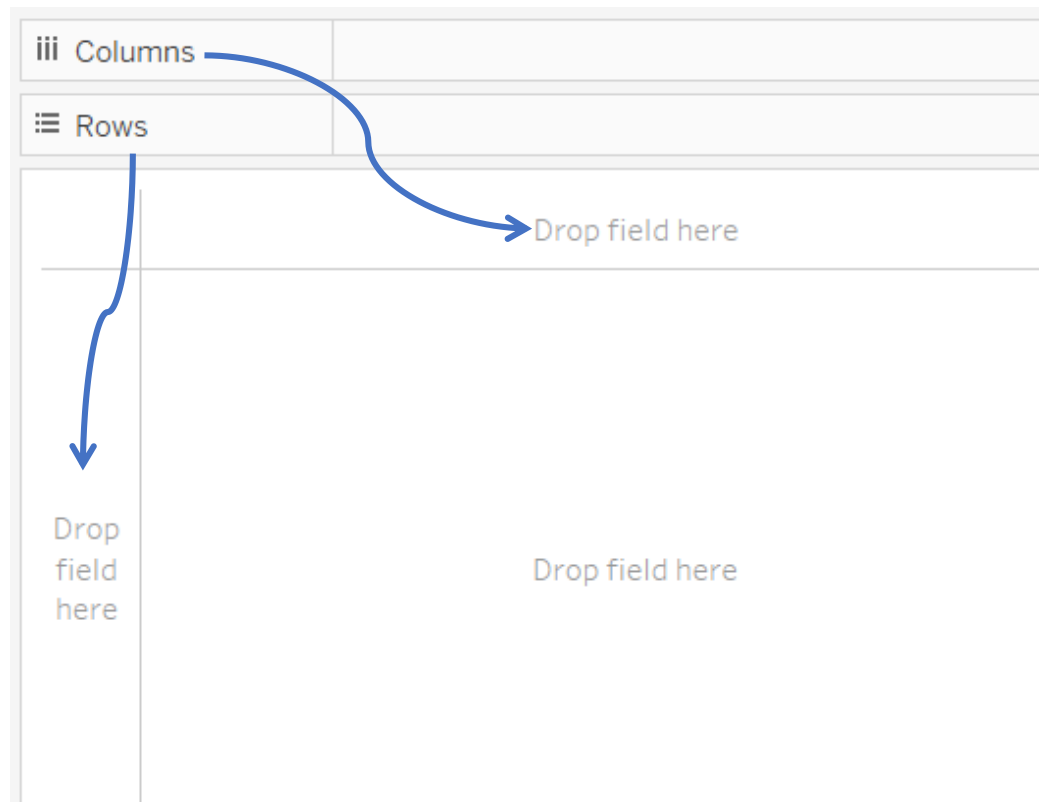 Columns
Rows
Drop field here
Drop
field
here
Drop field here